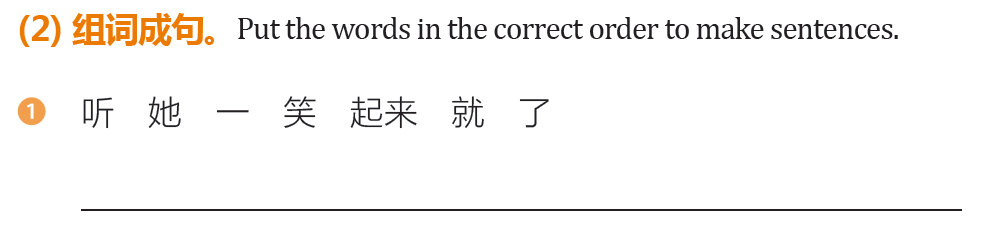 (2) 组词成句。Put the words in the correct order to make sentences.
1 听 她 一 笑 起来 就 了